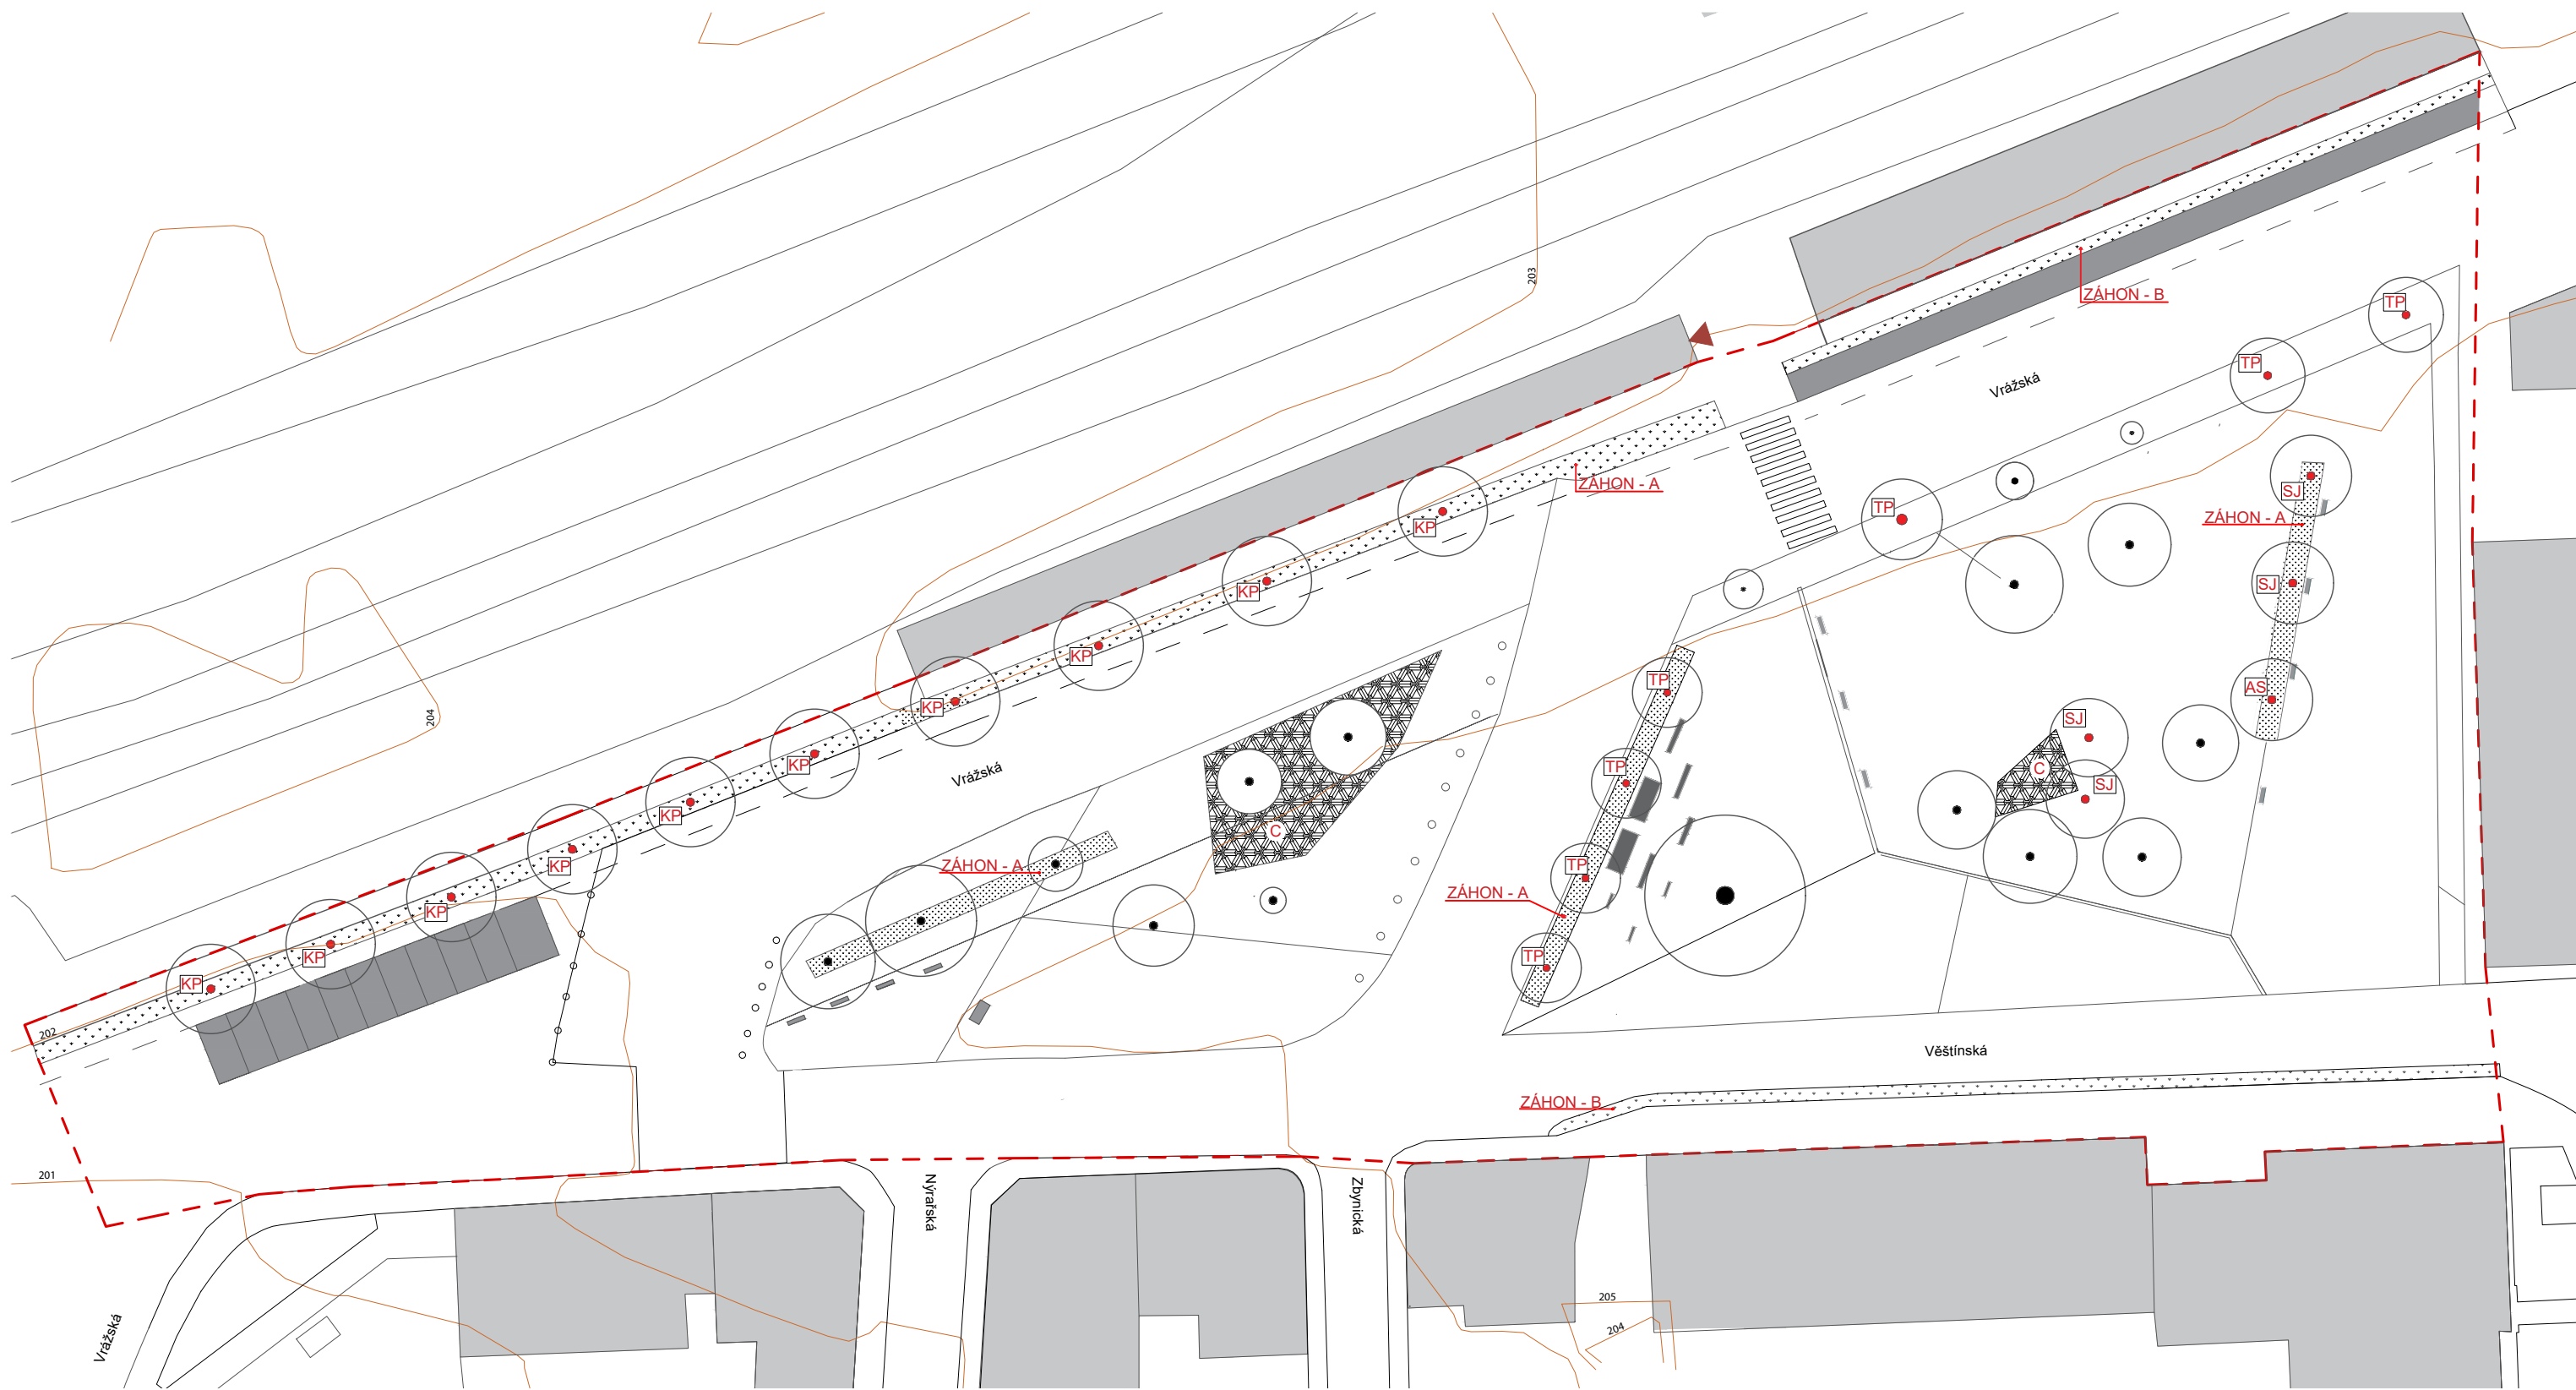 203
ZÁHON - B
TP
TP
Vrážská
ZÁHON - A
KP
TP
SJ
ZÁHON - A
KP
SJ
KP
TP
AS
KP
204
SJ
Vrážská
KP
TP
C
SJ
KP
C
KP
ZÁHON - A
TP
ZÁHON - A
KP
KP
TP
KP
202
Věštínská
ZÁHON - B
201
Nýrařská
Zbynická
205
204
Vrážská